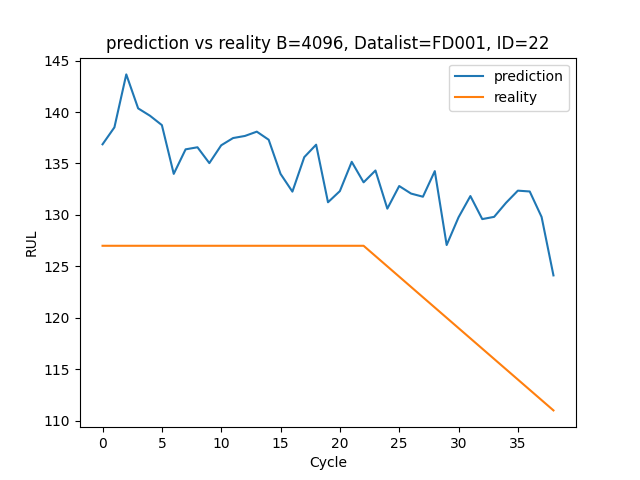 prediction vs reality B=4096, Datalist=FD001, ID=22
prediction
reality
RUL
145
140
135
130
125
120
115
110
0 5 10 15 20 25 30 35
Cycle